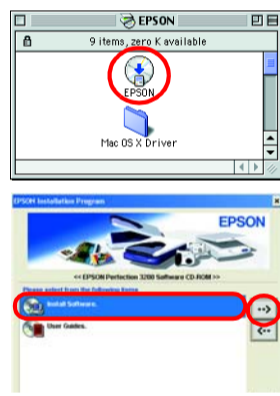 EPSON
9 items, zero K available
EPSON
Mac OS X Driver
EPSON Installation Program
EPSON
<< EPSON Perfection 3200 Software CD-ROM >>
Please select from the following items
Install Software.
-->
User Guides.
<--